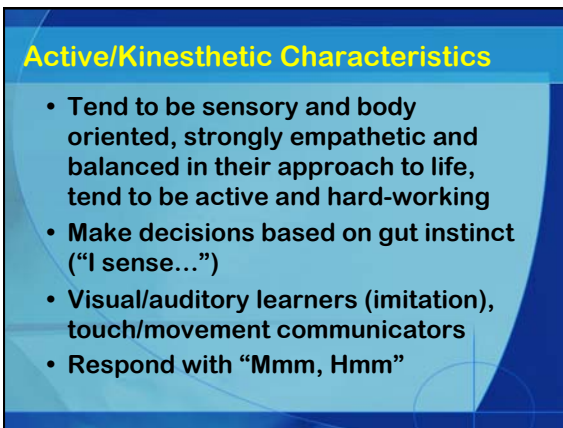 Active/Kinesthetic Characteristics
• Tend to be sensory and body
oriented, strongly empathetic and
balanced in their approach to life,
tend to be active and hard-working
• Make decisions based on gut instinct
(“I sense…”)
• Visual/auditory learners (imitation),
touch/movement communicators
• Respond with “Mmm, Hmm”